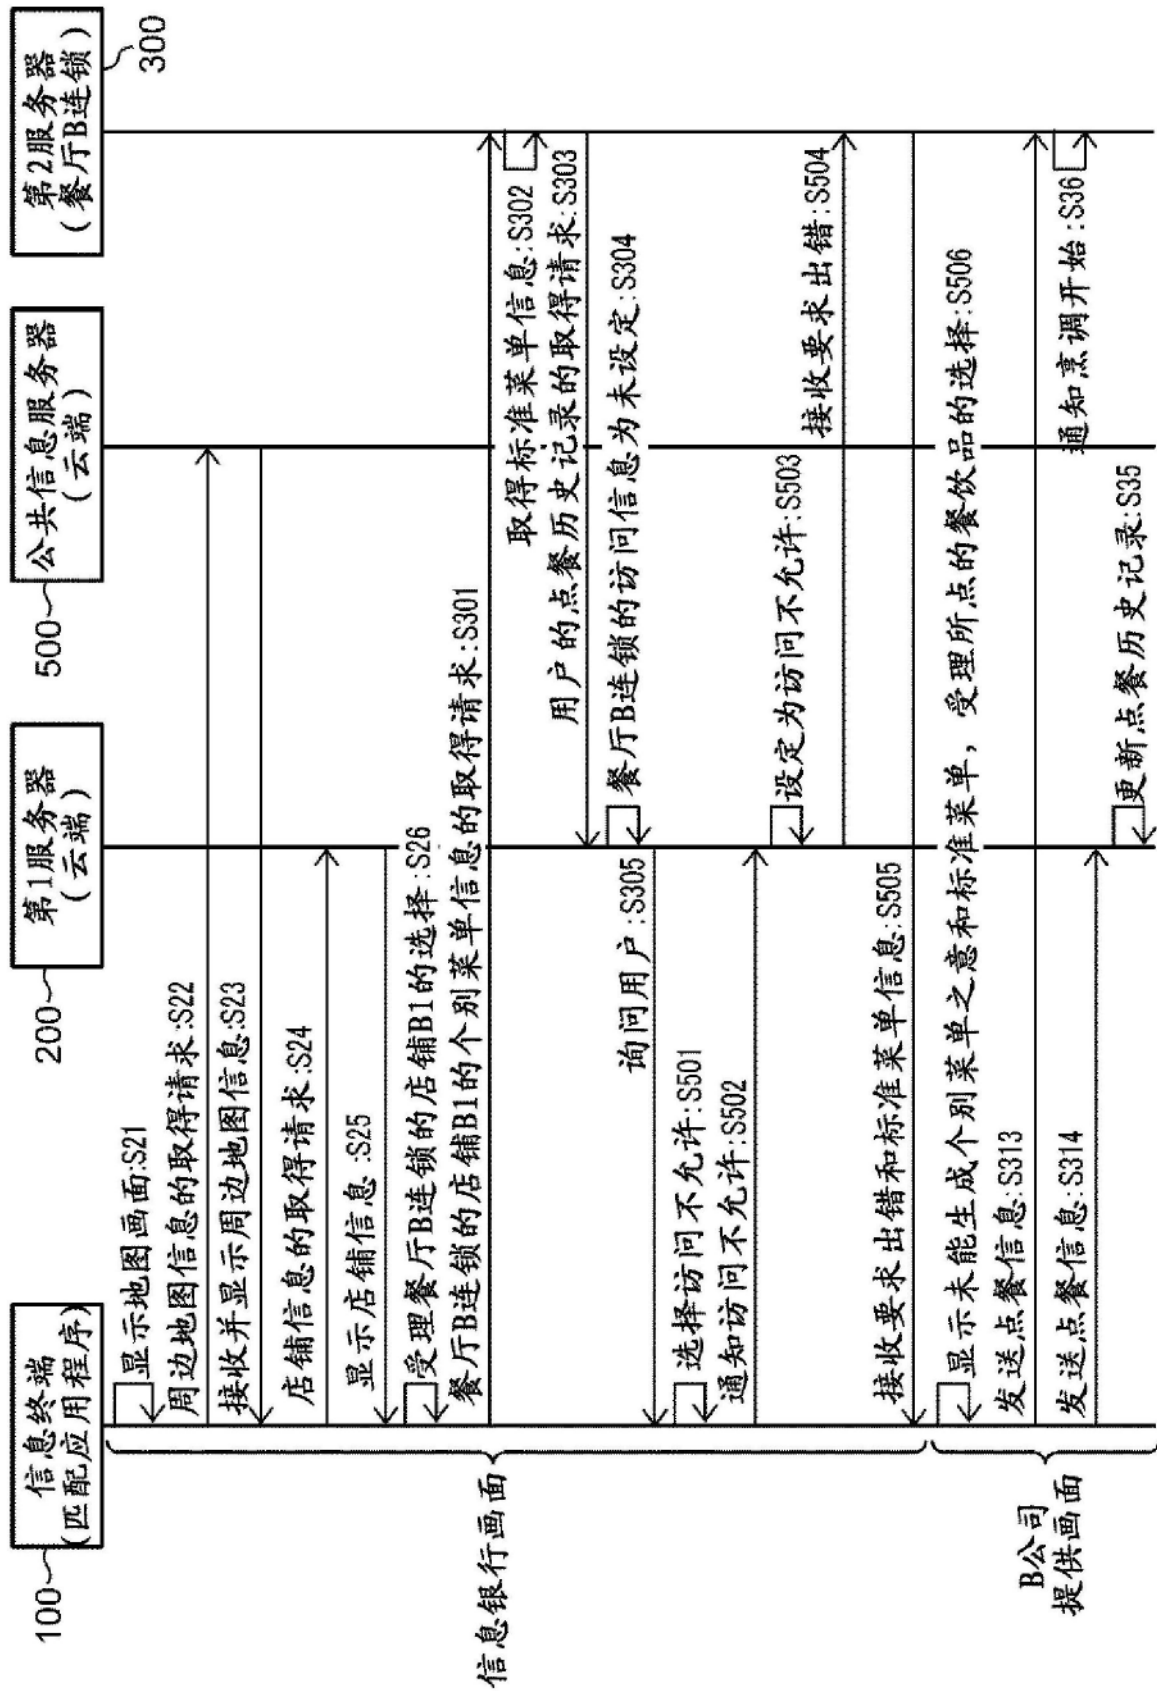 100
信息终端
(匹配应用程序)
200
第1服务器
(云端)
500
公共信息服务器
(云端)
第2服务器
(餐厅B连锁)
300
显示地图画面:S21
周边地图信息的取得请求:S22
接收并显示周边地图信息:S23
店铺信息的取得请求:S24
显示店铺信息:S25
受理餐厅B连锁的店铺B1的选择:S26
餐厅B连锁的店铺B1的个别菜单信息的取得请求:S301
取得标准菜单信息:S302
用户的点餐历史记录的取得请求:S303
餐厅B连锁的访问信息为未设定:S304
询问用户:S305
选择访问不允许:S501
通知访问不允许:S502
设定为访问不允许:S503
接收要求出错:S504
接收要求出错和标准菜单信息:S505
显示未能生成个别菜单之意和标准菜单，受理所点的餐饮品的选择:S506
发送点餐信息:S313
通知烹调开始:S36
发送点餐信息:S314
更新点餐历史记录:S35
信息银行画面
B公司
提供画面